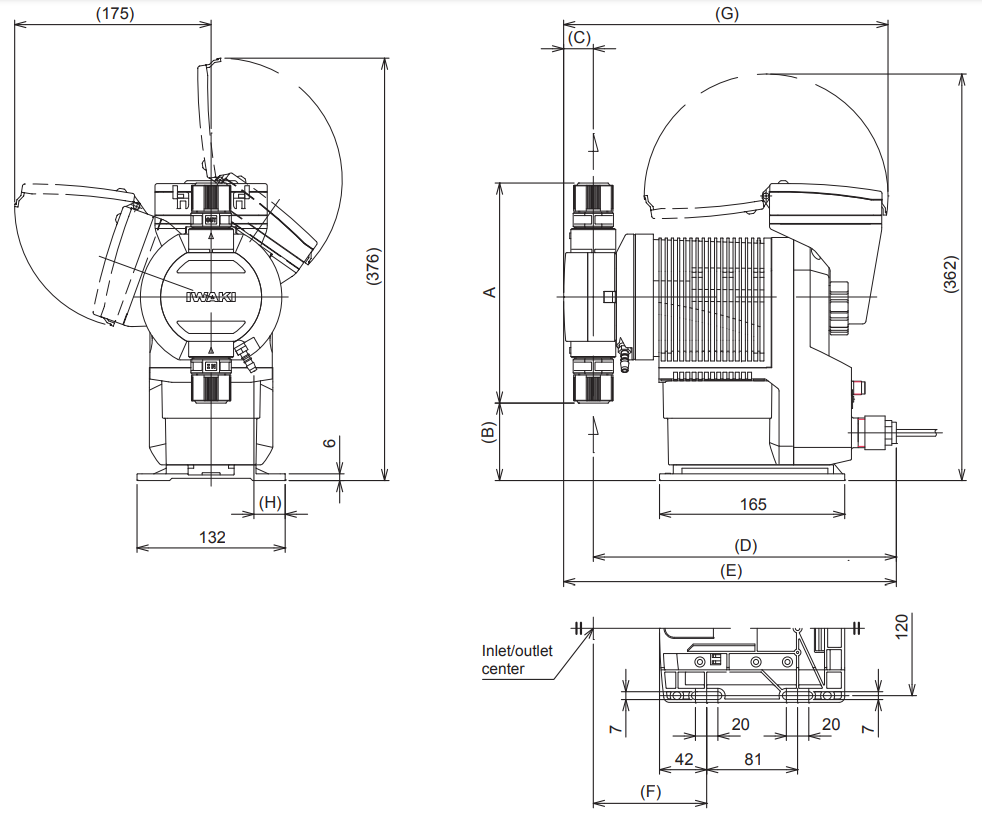 (175)
(G)
(C)
(376)
(362)
A
(B)
IWAKI
6
(H)
132
165
(D)
(E)
Inlet/outlet
center
120
7
20
20
7
42
81
(F)